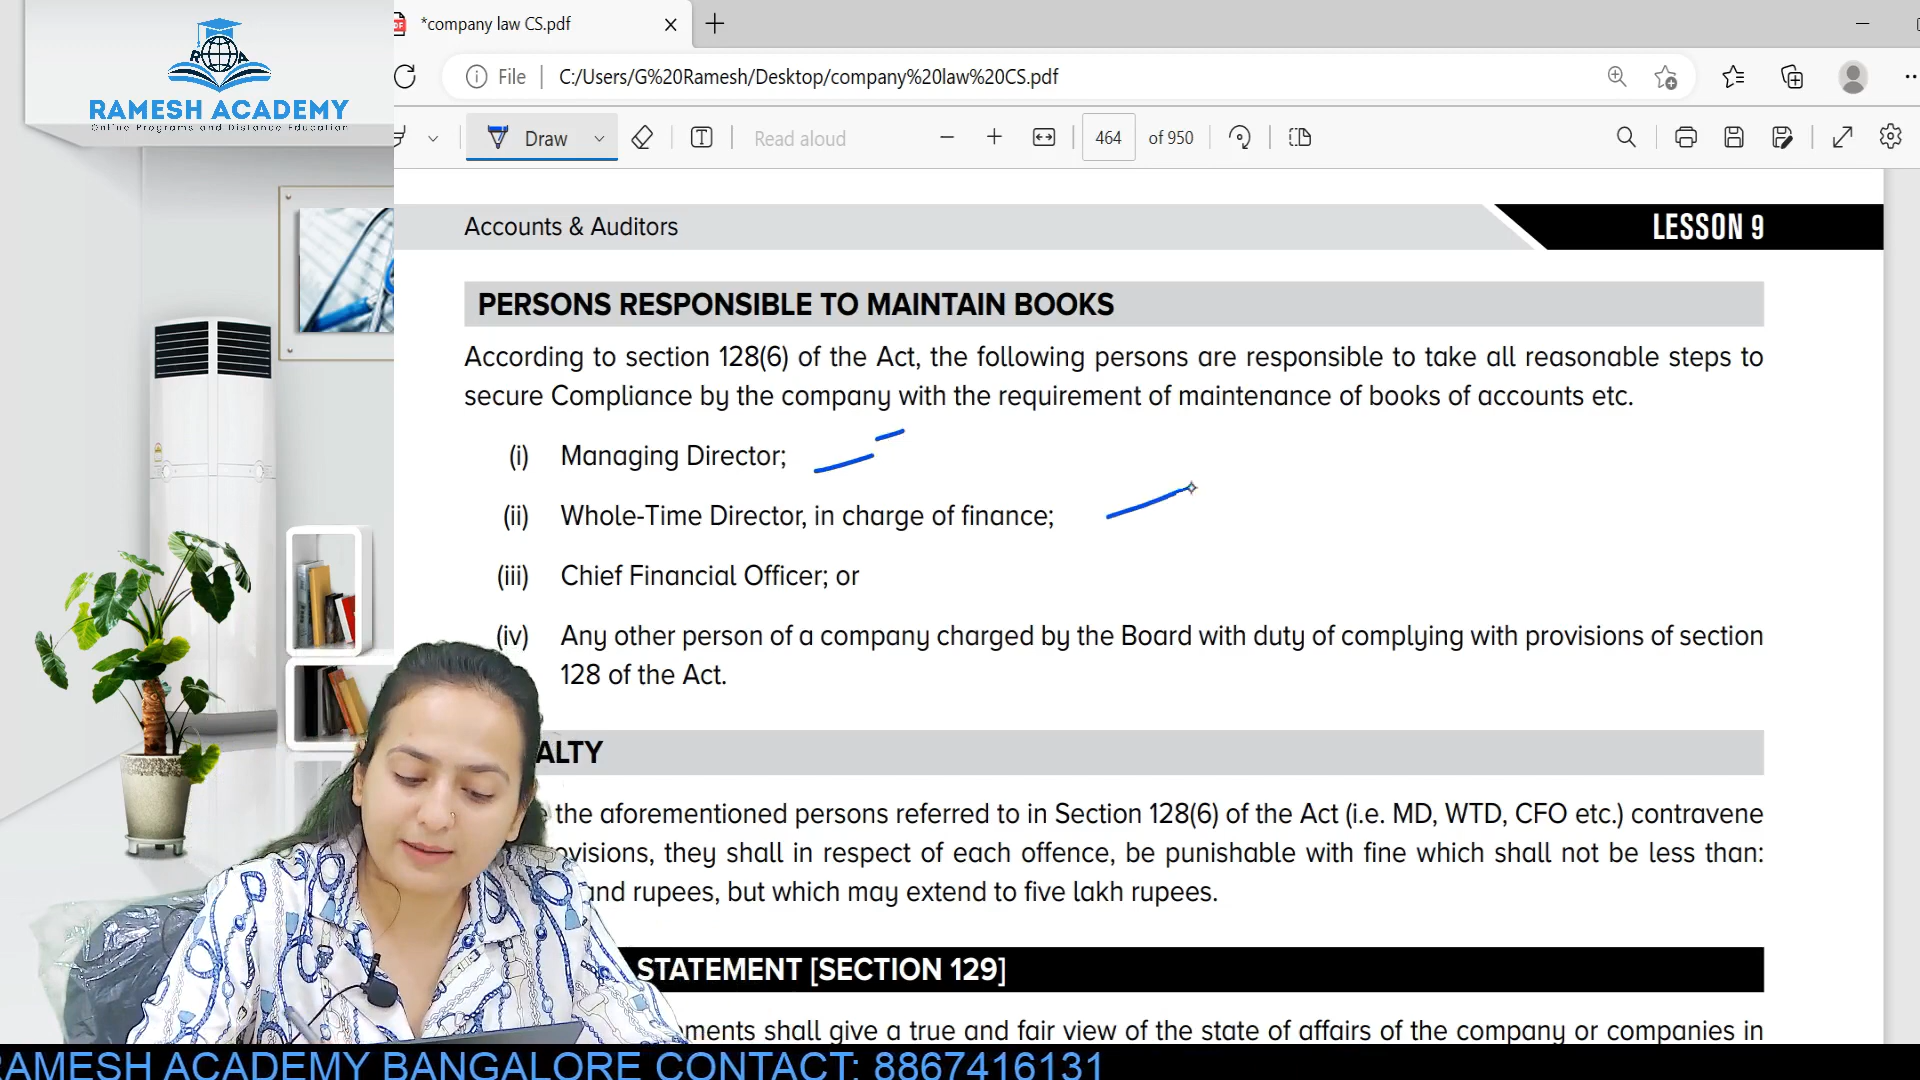 *company law CS.pdf
RAMESH ACADEMY
Online Programs and Distance Education
File
C:/Users/G%20Ramesh/Desktop/company%20law%20CS.pdf
Draw
Read aloud
464 of 950
Accounts & Auditors
LESSON 9
PERSONS RESPONSIBLE TO MAINTAIN BOOKS
According to section 128(6) of the Act, the following persons are responsible to take all reasonable steps to
secure Compliance by the company with the requirement of maintenance of books of accounts etc.
(i) Managing Director;
(ii) Whole-Time Director, in charge of finance;
(iii) Chief Financial Officer; or
(iv) Any other person of a company charged by the Board with duty of complying with provisions of section
128 of the Act.
ALTY
the aforementioned persons referred to in Section 128(6) of the Act (i.e. MD, WTD, CFO etc.) contravene
ovisions, they shall in respect of each offence, be punishable with fine which shall not be less than:
and rupees, but which may extend to five lakh rupees.
STATEMENT [SECTION 129]
ements shall give a true and fair view of the state of affairs of the company or companies in
RAMESH ACADEMY BANGALORE CONTACT: 8867416131